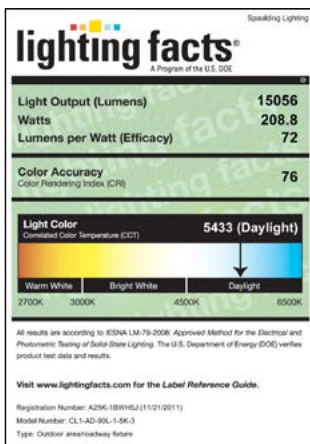 Spaulding Lighting
lighting facts®
A Program of the U.S. DOE
Light Output (Lumens) 15056
Watts 208.8
Lumens per Watt (Efficacy) 72
Color Accuracy
Color Rendering Index (CRI) 76
Light Color
Correlated Color Temperature (CCT) 5433 (Daylight)
Warm White Bright White Daylight
2700K 3000K 4500K 6500K
All results are according to IESNA LM-79-2008: Approved Method for the Electrical and
Photometric Testing of Solid-State Lighting. The U.S. Department of Energy (DOE) verifies
product test data and results.
Visit www.lightingfacts.com for the Label Reference Guide.
Registration Number: A25K-1BWH5J (11/21/2011)
Model Number: CL1-AD-90L-1-5K-3
Type: Outdoor area/roadway fixture